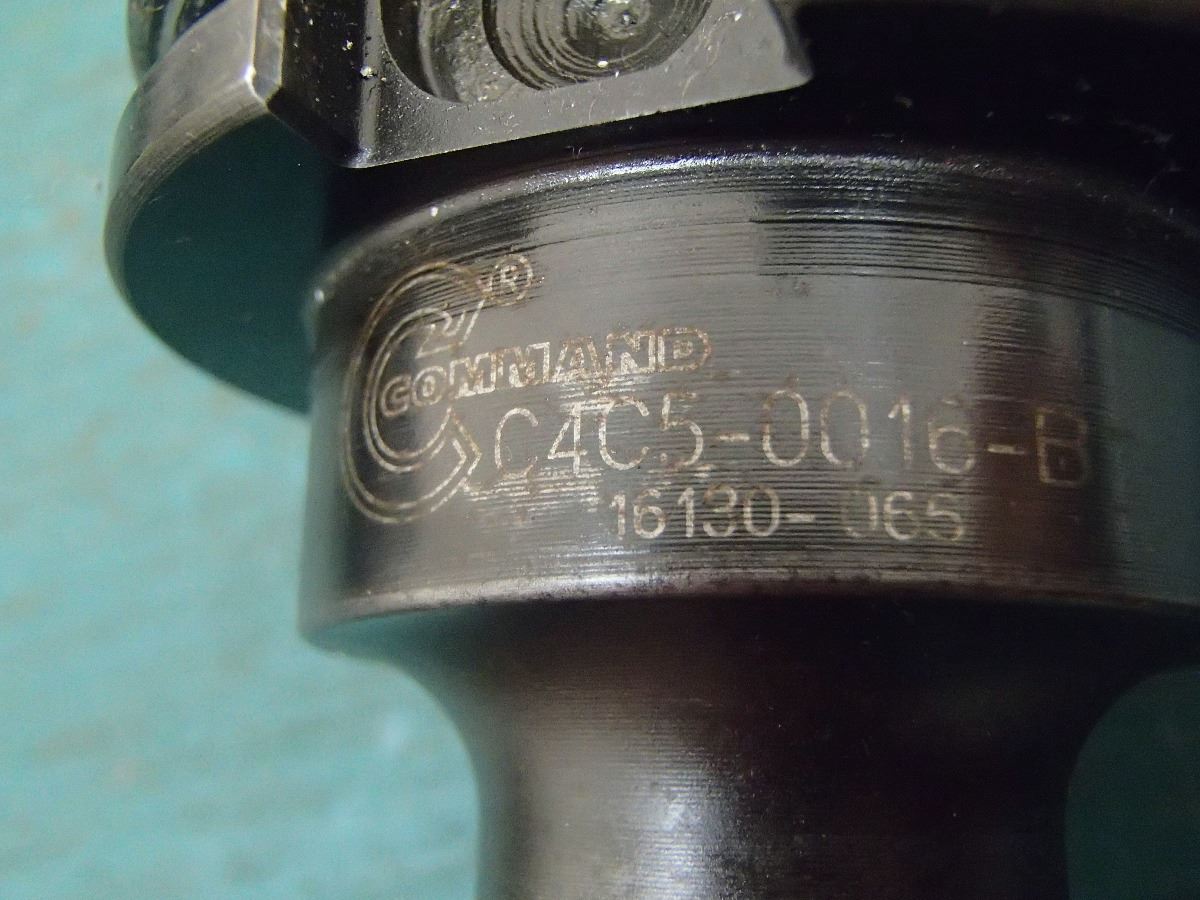 ®
COMMAND
C4C5-0016-B
16130-065